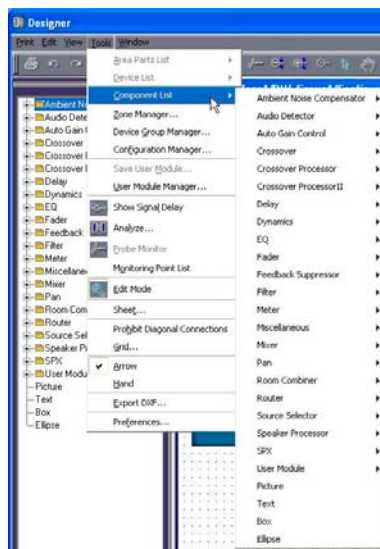 Designer
Print Edit View Tools Window
Ambient No
Audio Detec
Auto Gain C
Crossover
Crossover
Crossover
Delay
Dynamics
EQ
Fader
Feedback
Filter
Meter
Miscellane
Mixer
Pan
Room Com
Router
Source Sel
Speaker Pr
SPX
User Modu
Picture
Text
Box
Ellipse
Area Parts List
Device List
Component List
Zone Manager...
Device Group Manager...
Configuration Manager...
Save User Module...
User Module Manager...
Show Signal Delay
Analyze...
Probe Monitor
Monitoring Point List
Edit Mode
Sheet...
Prohibit Diagonal Connections
Grid...
Arrow
Hand
Export DXF...
Preferences...
Ambient Noise Compensator
Audio Detector
Auto Gain Control
Crossover
Crossover Processor
Crossover ProcessorII
Delay
Dynamics
EQ
Fader
Feedback Suppressor
Filter
Meter
Miscellaneous
Mixer
Pan
Room Combiner
Router
Source Selector
Speaker Processor
SPX
User Module
Picture
Text
Box
Ellipse